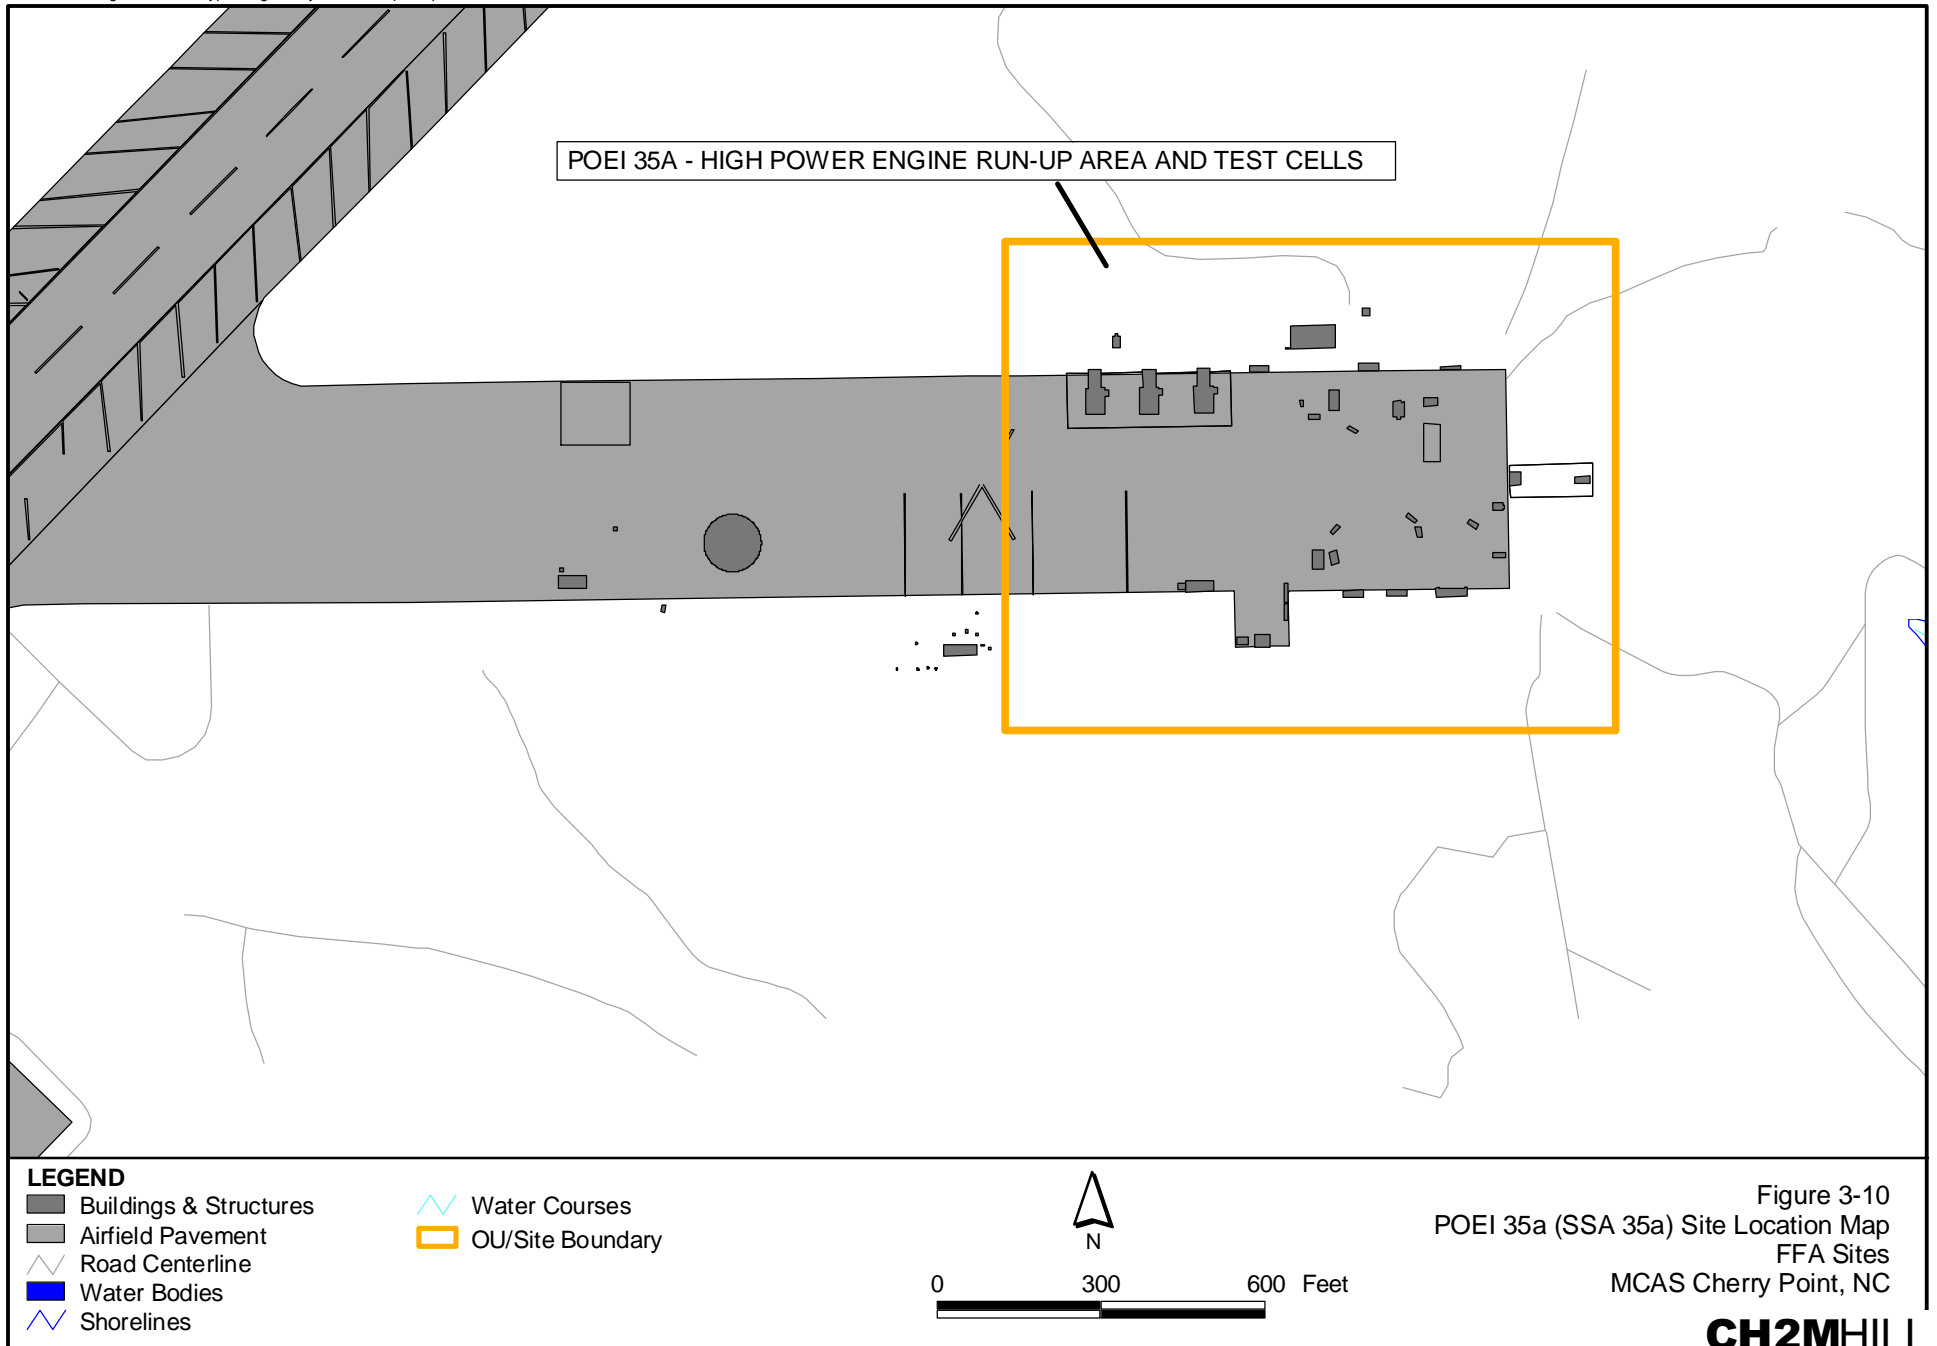 POEI 35A - HIGH POWER ENGINE RUN-UP AREA AND TEST CELLS
LEGEND
Buildings & Structures
Airfield Pavement
Road Centerline
Water Bodies
Shorelines
Water Courses
OU/Site Boundary
N
0 300 600 Feet
Figure 3-10
POEI 35a (SSA 35a) Site Location Map
FFA Sites
MCAS Cherry Point, NC
CH2MHILL